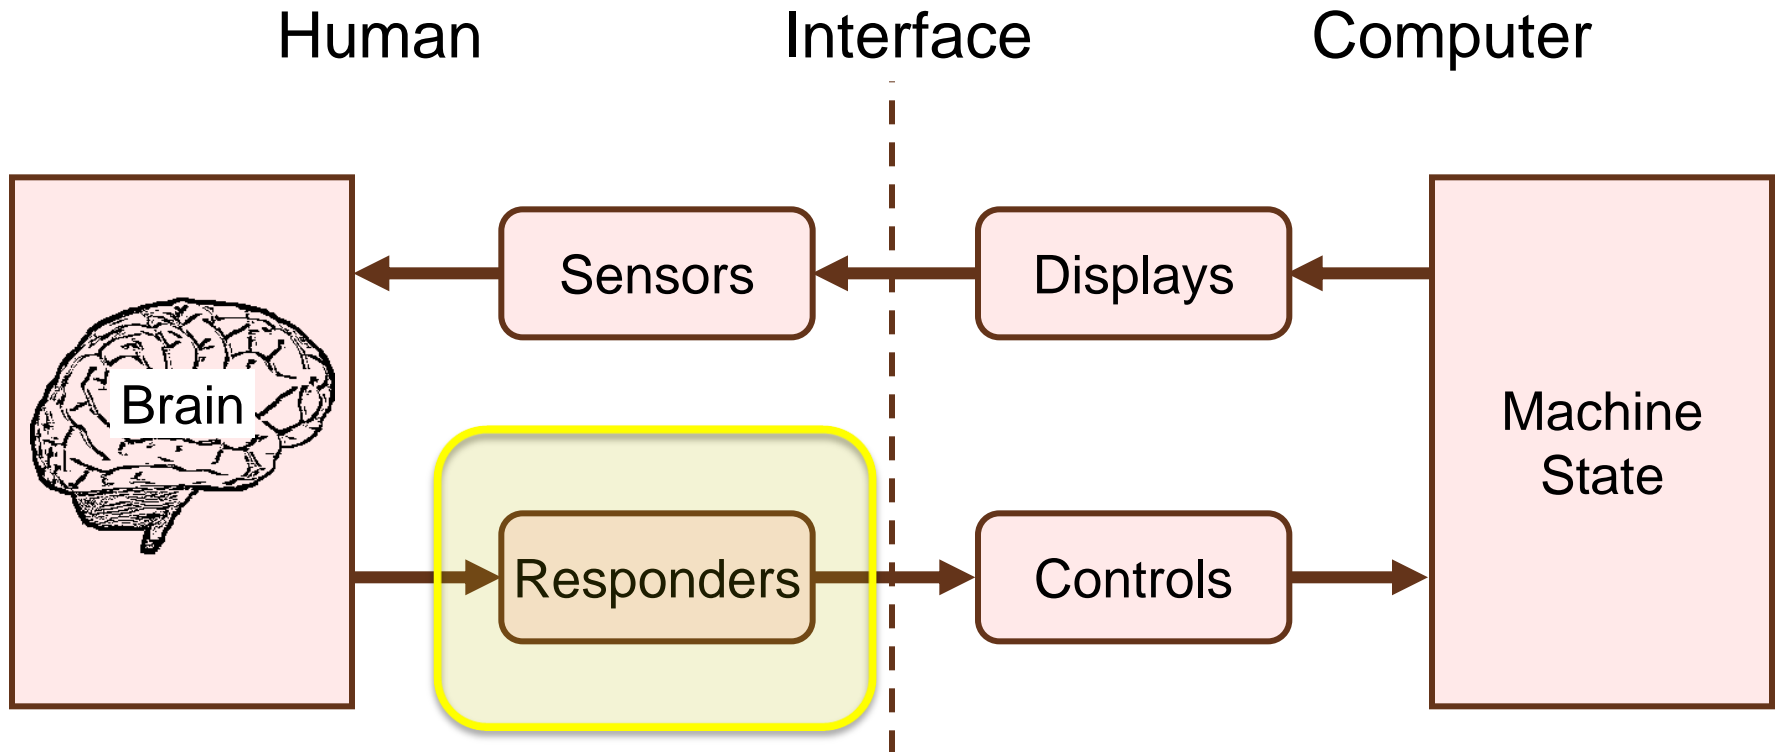 Human
Interface
Computer
Sensors
Displays
Brain
Machine
State
Responders
Controls